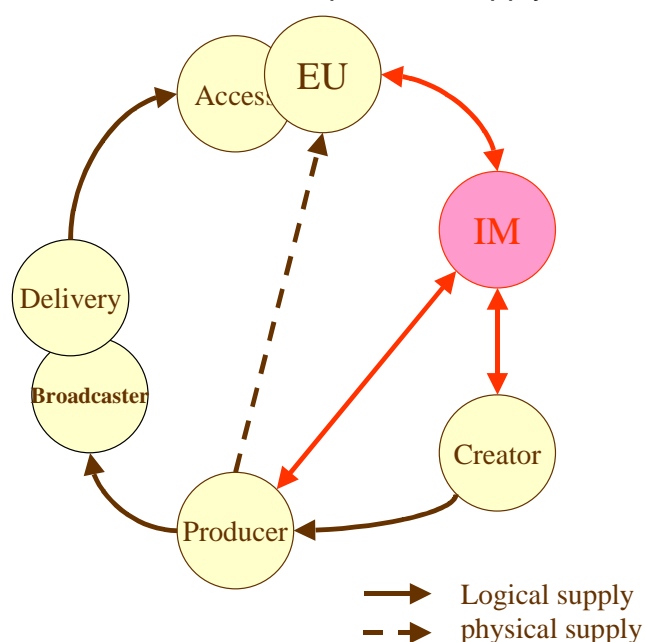 EU
Access
IM
Delivery
Broadcaster
Creator
Producer
Logical supply
physical supply